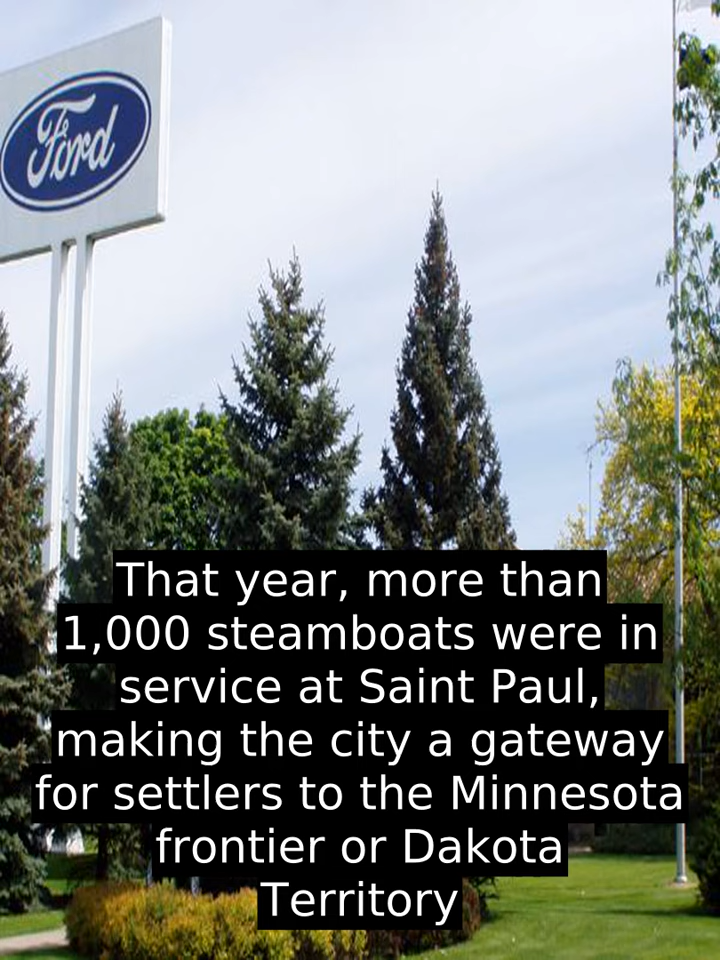 Ford
That year, more than
1,000 steamboats were in
service at Saint Paul,
making the city a gateway
for settlers to the Minnesota
frontier or Dakota
Territory